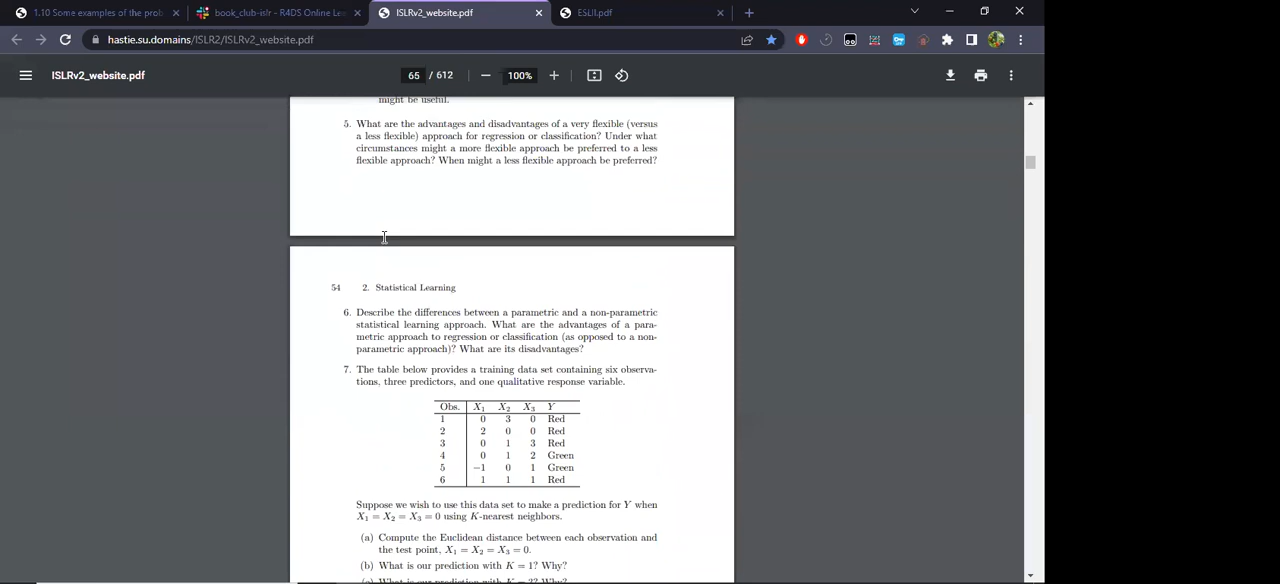 1.10 Some examples of the prob
book_club-islr - R4DS Online Le
ISLRv2_website.pdf
ESLII.pdf
hastie.su.domains/ISLR2/ISLRv2_website.pdf
ISLRv2_website.pdf
65 / 612
100%
might be useful.
5. What are the advantages and disadvantages of a very flexible (versus
a less flexible) approach for regression or classification? Under what
circumstances might a more flexible approach be preferred to a less
flexible approach? When might a less flexible approach be preferred?
54 2. Statistical Learning
6. Describe the differences between a parametric and a non-parametric
statistical learning approach. What are the advantages of a para-
metric approach to regression or classification (as opposed to a non-
parametric approach)? What are its disadvantages?
7. The table below provides a training data set containing six observa-
tions, three predictors, and one qualitative response variable.
Obs. X₁ X₂ X₃ Y
1 0 3 0 Red
2 2 0 0 Red
3 0 1 3 Red
4 0 1 2 Green
5 −1 0 1 Green
6 1 1 1 Red
Suppose we wish to use this data set to make a prediction for Y when
X₁ = X₂ = X₃ = 0 using K-nearest neighbors.
(a) Compute the Euclidean distance between each observation and
the test point, X₁ = X₂ = X₃ = 0.
(b) What is our prediction with K = 1? Why?
(c) What is our prediction with K = 3? Why?